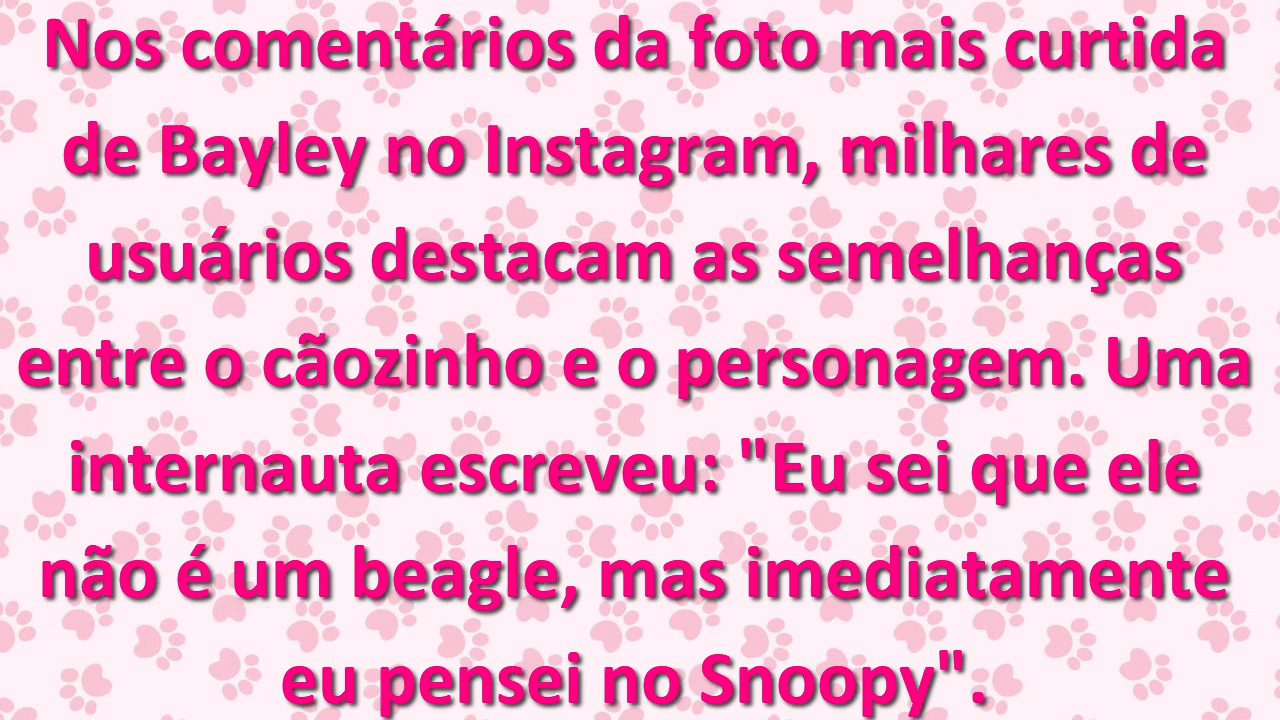 Nos comentários da foto mais curtida
de Bayley no Instagram, milhares de
usuários destacam as semelhanças
entre o cãozinho e o personagem. Uma
internauta escreveu: "Eu sei que ele
não é um beagle, mas imediatamente
eu pensei no Snoopy".